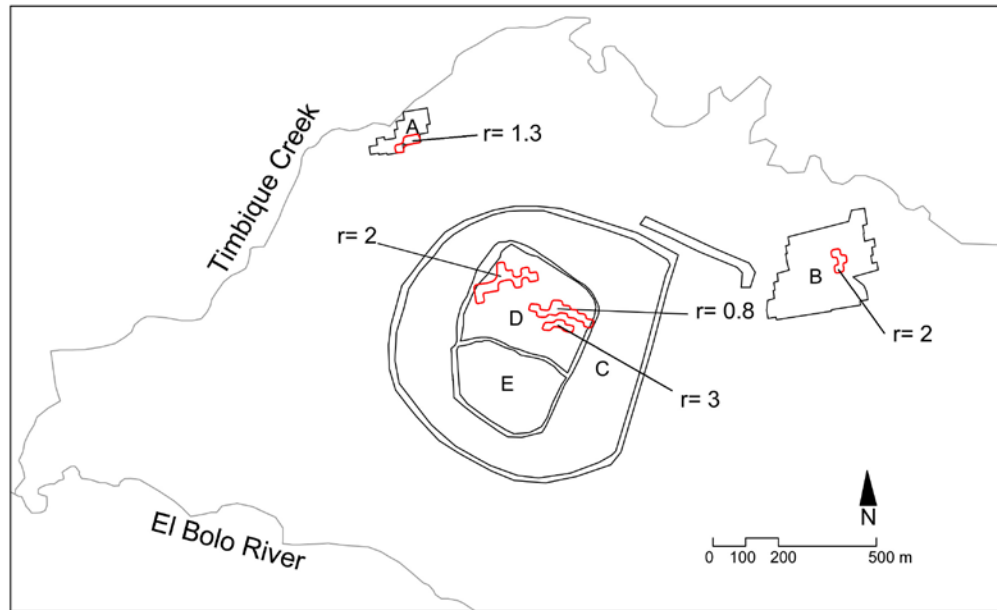 A
r= 1.3
Timbique Creek
r= 2
B
D
r= 0.8
r= 2
C
E
r= 3
N
El Bolo River
0 100 200 500 m